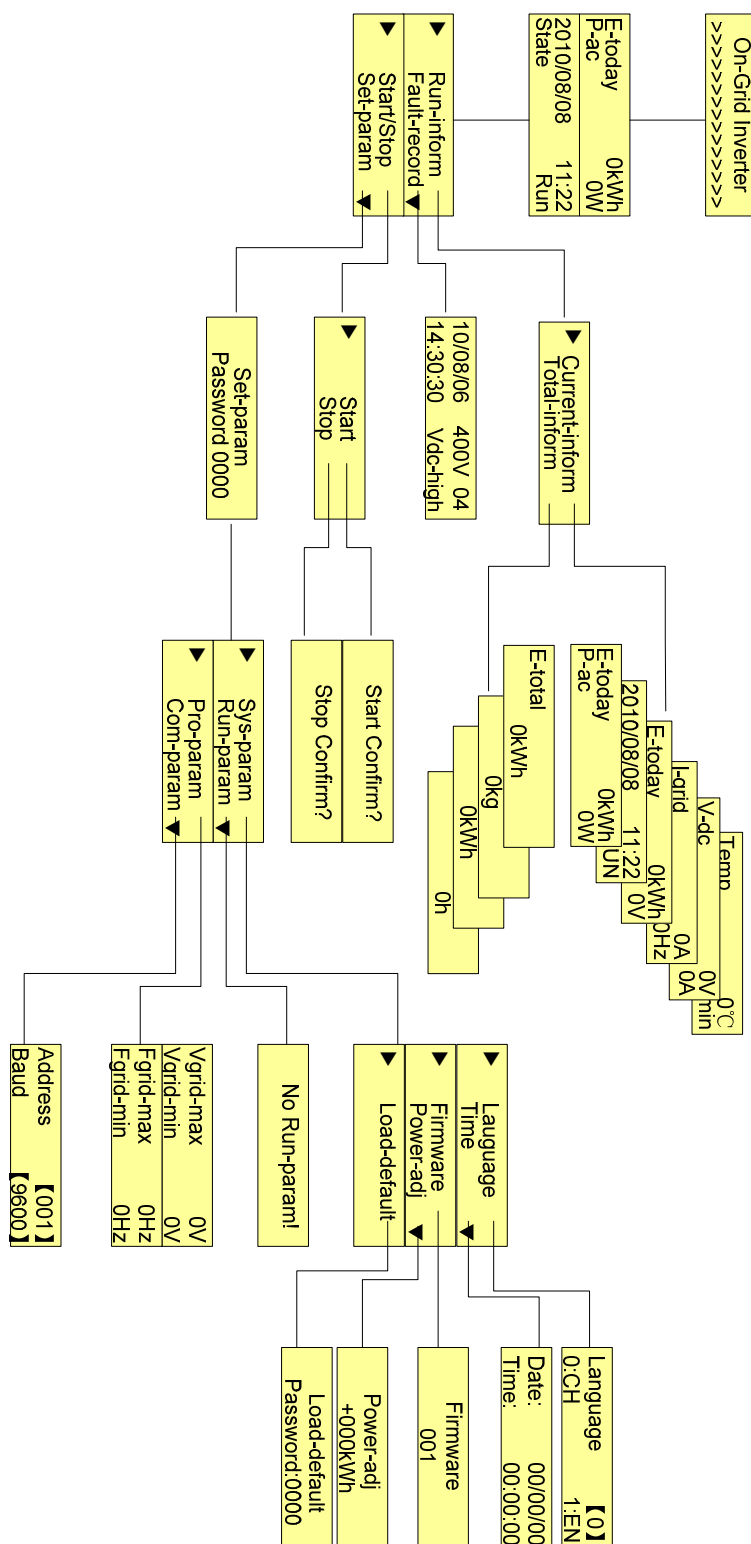 On-Grid Inverter
>>>>>>>>>>>>>>>>
E-today 0kWh
P-ac 0W
2010/08/08 11:22
State Run
Run-inform
Fault-record
Start/Stop
Set-param
Current-inform
Total-inform
10/08/06 400V 04
14:30:30 Vdc-high
Start
Stop
Set-param
Password 0000
Temp 0℃
min
V-dc 0V
0A
I-grid 0A
0Hz
E-today 0kWh
0V
2010/08/08 11:22
UN
E-today 0kWh
P-ac 0W
E-total
0kWh
0kg
0kWh
0h
Start Confirm?
Stop Confirm?
Sys-param
Run-param
Pro-param
Com-param
Lauguage
Time
Firmware
Power-adj
Load-default
No Run-param!
Vgrid-max 0V
Vgrid-min 0V
Fgrid-max 0Hz
Fgrid-min 0Hz
Address 【001】
Baud 【9600】
Language 【0】
0:CH 1:EN
Date: 00/00/00
Time: 00:00:00
Firmware
001
Power-adj
+000kWh
Load-default
Password:0000